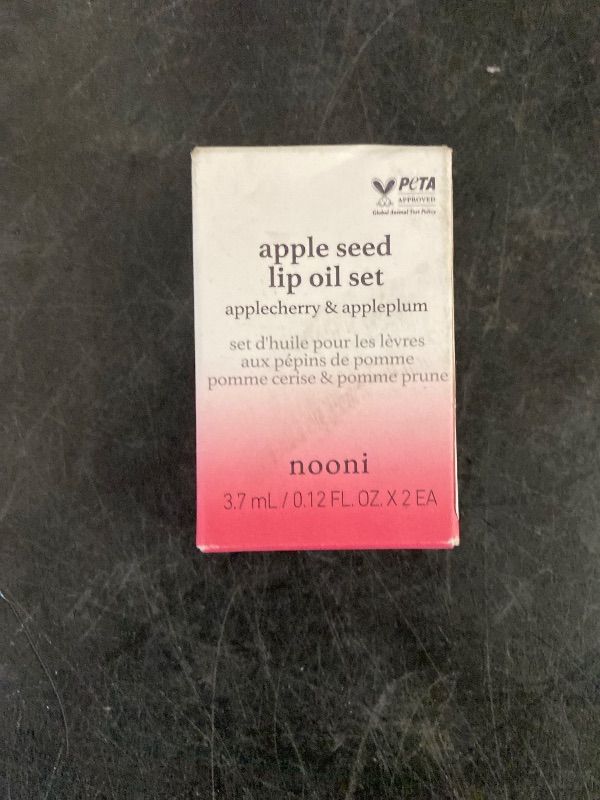 PETA
APPROVED
Global Animal Test Policy
apple seed
lip oil set
applecherry & appleplum
set d'huile pour les lèvres
aux pépins de pomme
pomme cerise & pomme prune
nooni
3.7 mL / 0.12 FL. OZ. X 2 EA